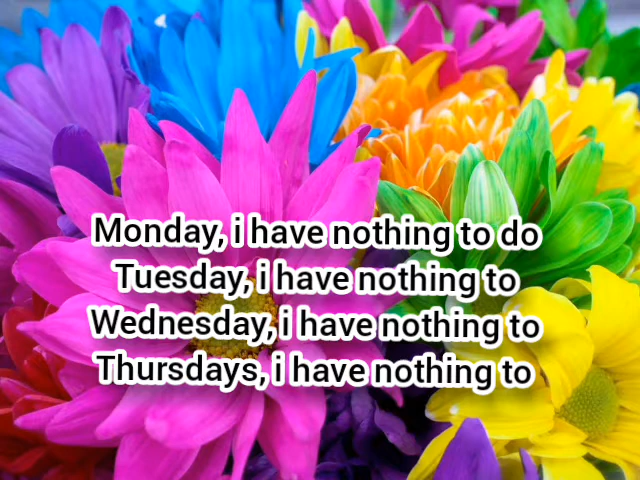 Monday, i have nothing to do
Tuesday, i have nothing to
Wednesday, i have nothing to
Thursdays, i have nothing to